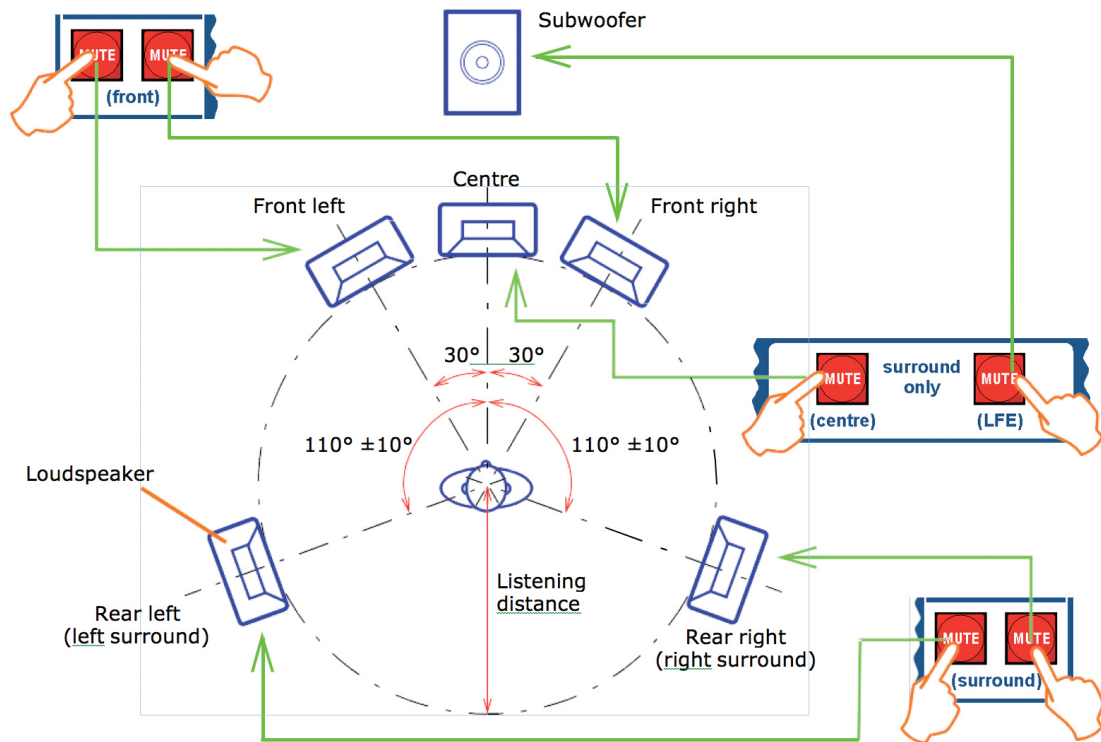 Subwoofer
MUTE MUTE
(front)
Centre
Front left
Front right
30° 30°
MUTE surround only MUTE
(centre) (LFE)
110° ±10° 110° ±10°
Loudspeaker
Listening
distance
Rear left
(left surround)
Rear right
(right surround)
MUTE MUTE
(surround)